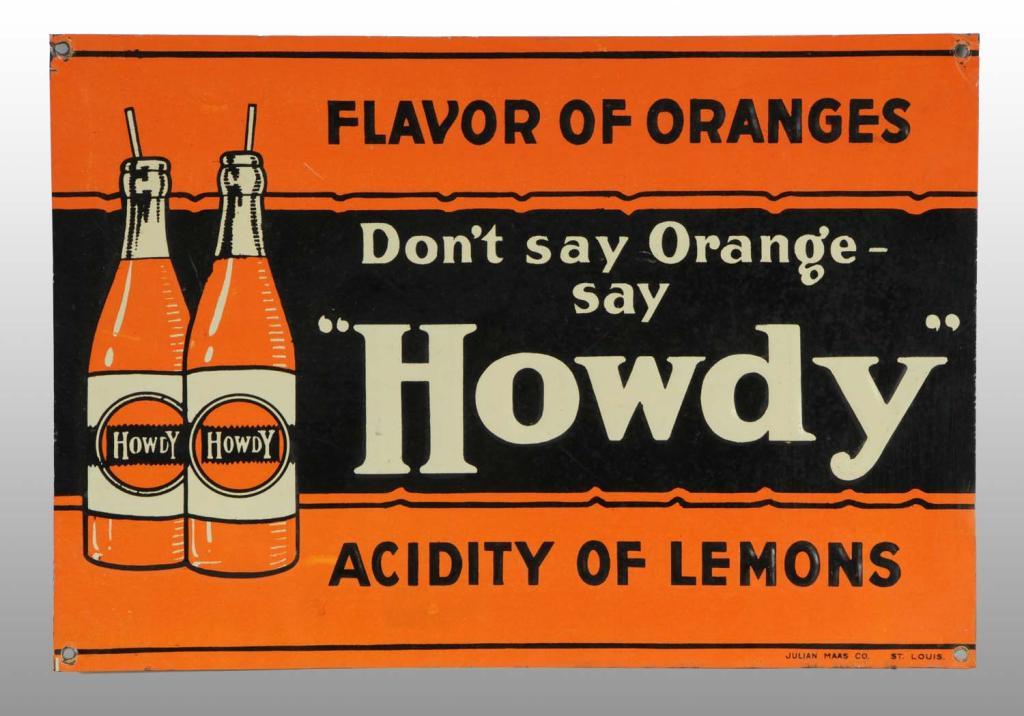 FLAVOR OF ORANGES
Don't say Orange-
say
"Howdy"
HOWDY HOWDY
ACIDITY OF LEMONS
JULIAN MAAS CO. ST. LOUIS.